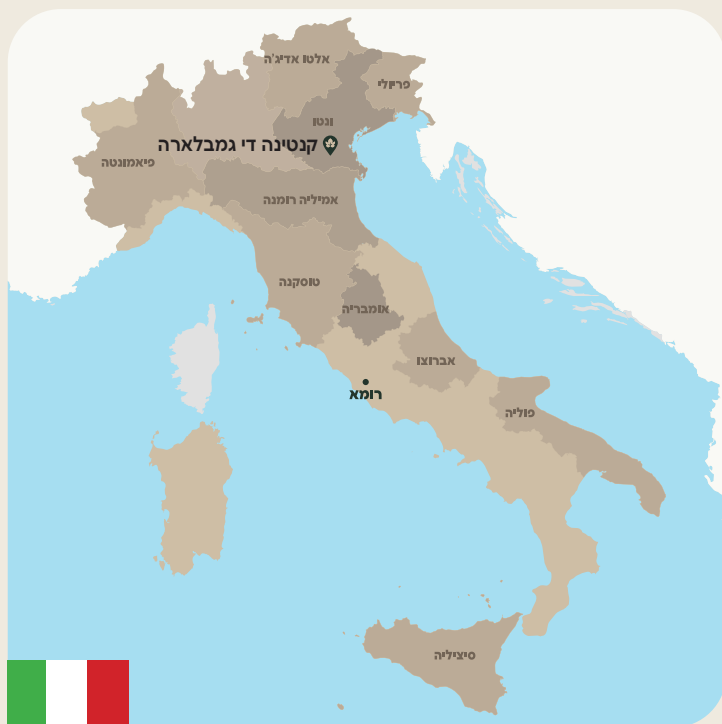 אלטו אדיג'ה
פריולי
ונטו
קנטינה די גמבלארה
פיאמונטה
אמיליה רומנה
טוסקנה
אומבריה
אברוצו
רומא
פוליה
סיציליה